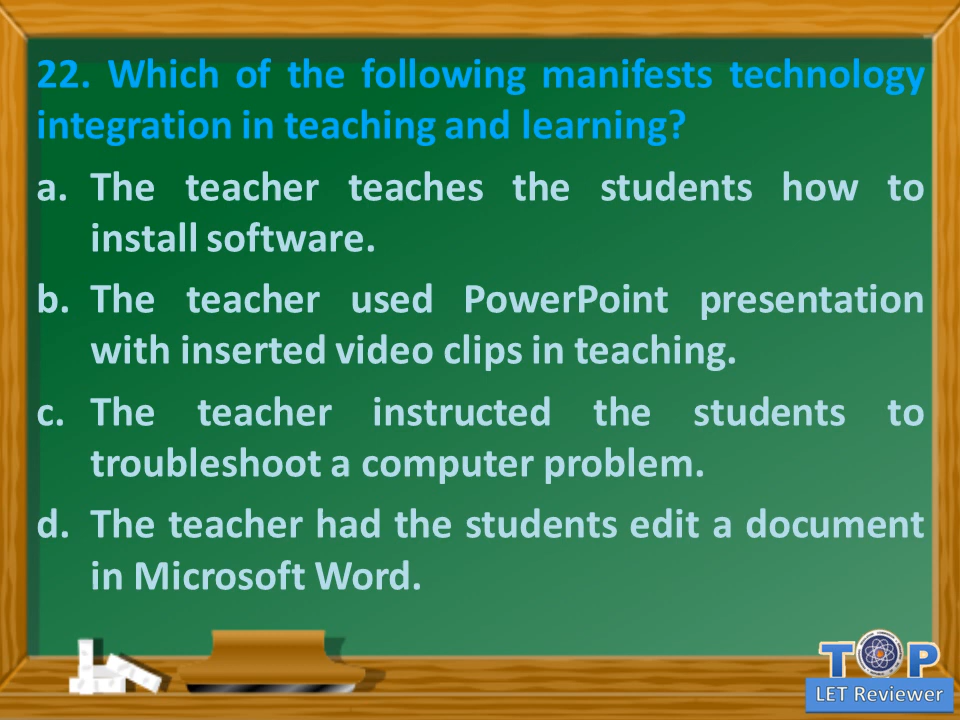 22. Which of the following manifests technology
integration in teaching and learning?
a. The teacher teaches the students how to
install software.
b. The teacher used PowerPoint presentation
with inserted video clips in teaching.
c. The teacher instructed the students to
troubleshoot a computer problem.
d. The teacher had the students edit a document
in Microsoft Word.
TOP
LET Reviewer